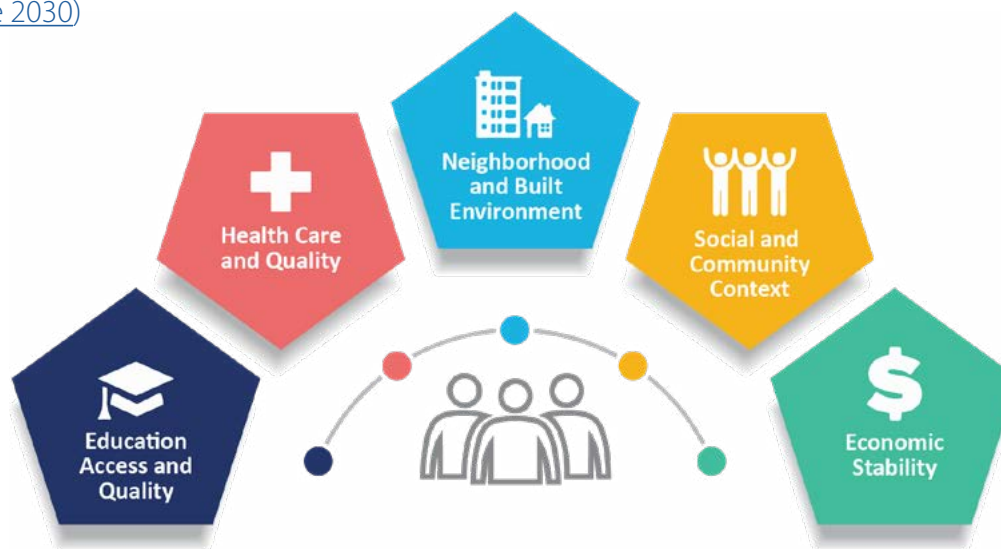 e 2030)
Neighborhood
and Built
Environment
Health Care
and Quality
Social and
Community
Context
Education
Access and
Quality
$
Economic
Stability